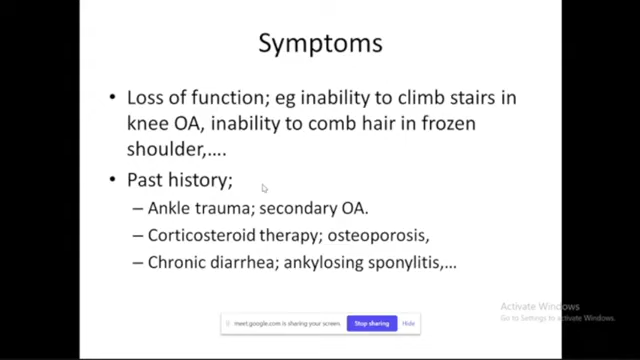 Symptoms
• Loss of function; eg inability to climb stairs in
knee OA, inability to comb hair in frozen
shoulder,….
• Past history;
– Ankle trauma; secondary OA.
– Corticosteroid therapy; osteoporosis,
– Chronic diarrhea; ankylosing sponylitis,…
Activate Windows
Go to Settings to activate Windows.
meet.google.com is sharing your screen. Stop sharing Hide